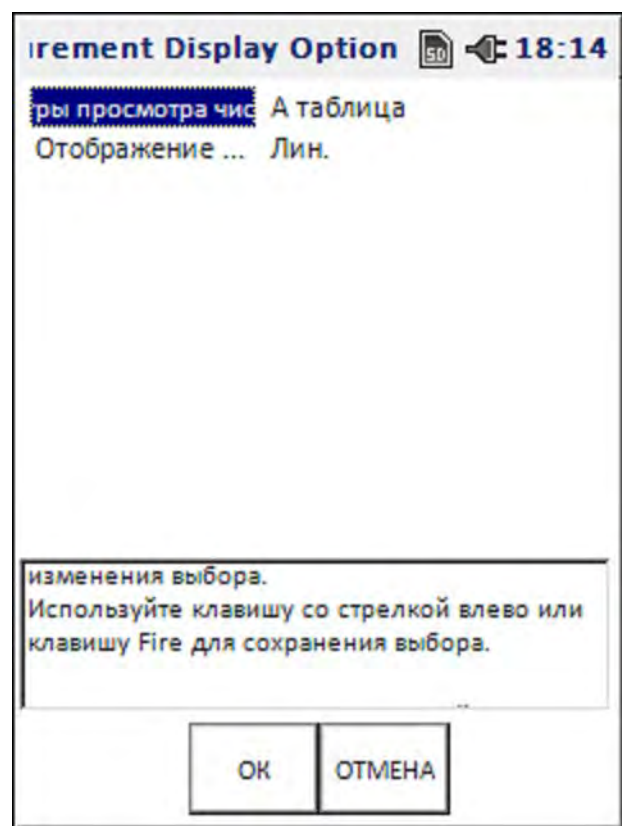 rement Display Option 18:14
ры просмотра чис А таблица
Отображение ... Лин.
изменения выбора.
Используйте клавишу со стрелкой влево или
клавишу Fire для сохранения выбора.
ОК ОТМЕНА